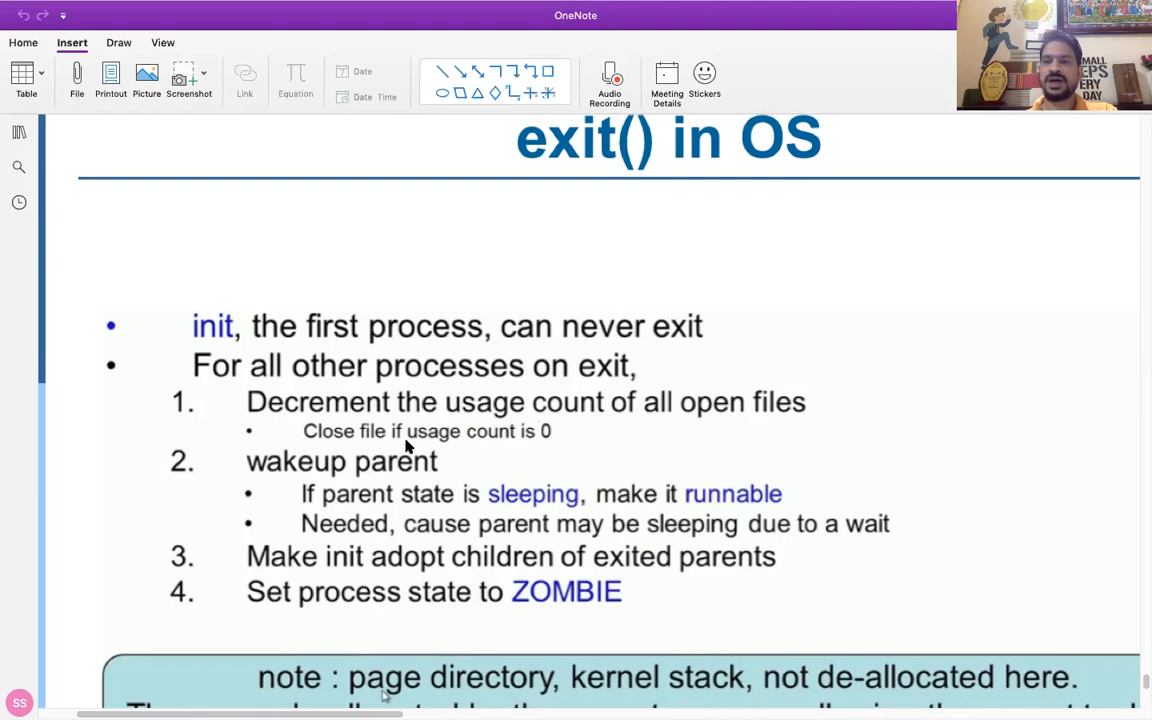 OneNote
Home Insert Draw View
Table File Printout Picture Screenshot Link Equation Date Date Time Audio Recording Meeting Details Stickers
SMALL
EPS
ERY
DAY
exit() in OS
• init, the first process, can never exit
• For all other processes on exit,
1. Decrement the usage count of all open files
• Close file if usage count is 0
2. wakeup parent
• If parent state is sleeping, make it runnable
• Needed, cause parent may be sleeping due to a wait
3. Make init adopt children of exited parents
4. Set process state to ZOMBIE
note : page directory, kernel stack, not de-allocated here.
SS